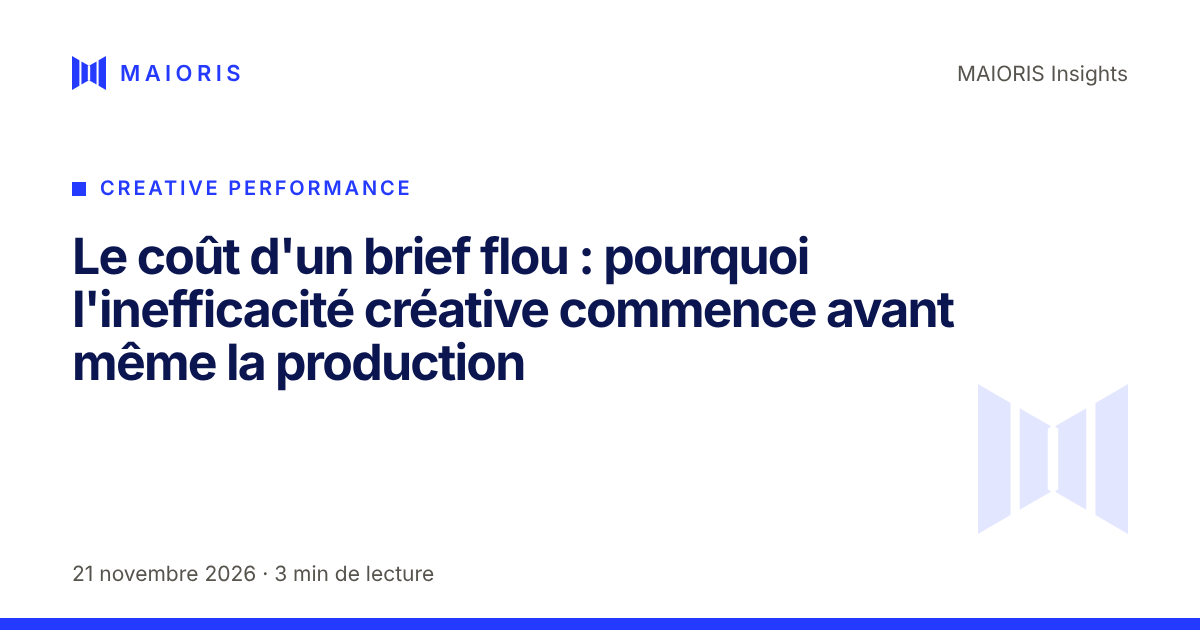 MAIORIS
MAIORIS Insights
CREATIVE PERFORMANCE
Le coût d'un brief flou : pourquoi
l'inefficacité créative commence avant
même la production
21 novembre 2026 · 3 min de lecture